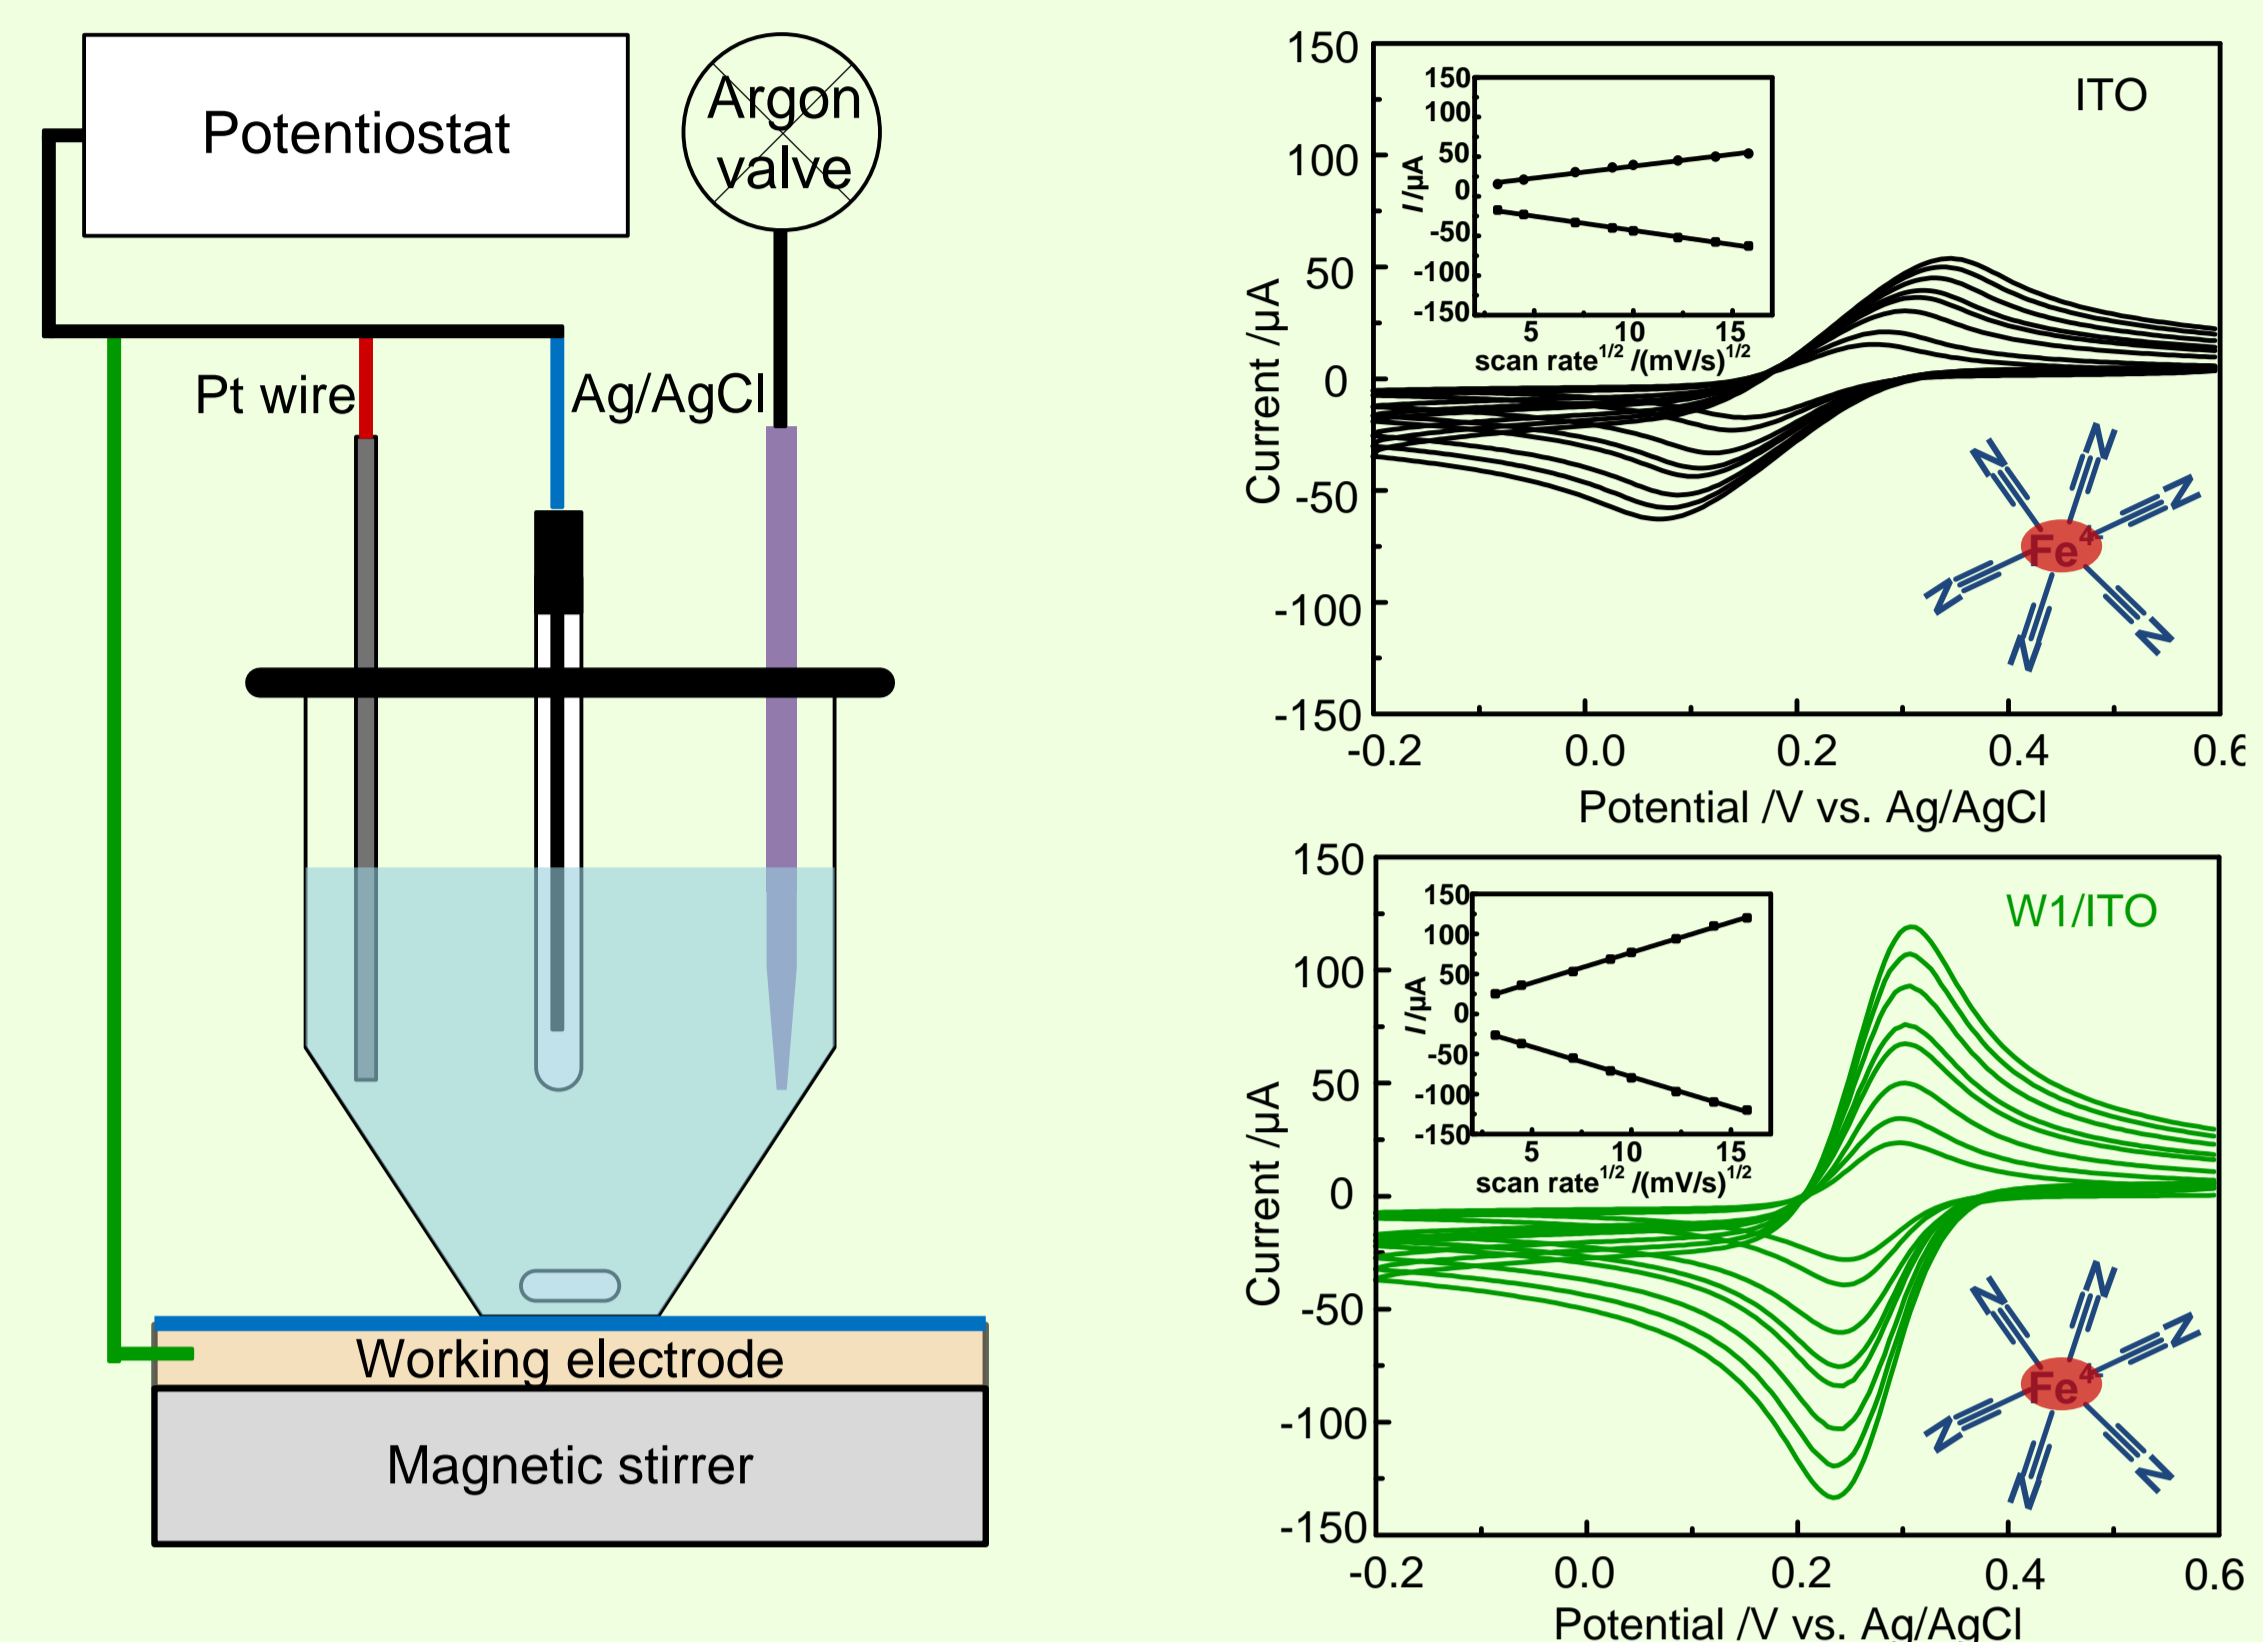 Potentiostat
Argon
valve
Pt wire
Ag/AgCl
Working electrode
Magnetic stirrer
150
100
50
0
-50
-100
-150
Current /µA
ITO
150
100
50
0
-50
-100
-150
I /µA
5 10 15
scan rate1/2 /(mV/s)1/2
N
N
N
N
N
N
Fe4-
-0.2 0.0 0.2 0.4 0.6
Potential /V vs. Ag/AgCl
150
100
50
0
-50
-100
-150
Current /µA
W1/ITO
150
100
50
0
-50
-100
-150
I /µA
5 10 15
scan rate1/2 /(mV/s)1/2
N
N
N
N
N
N
Fe4-
-0.2 0.0 0.2 0.4 0.6
Potential /V vs. Ag/AgCl